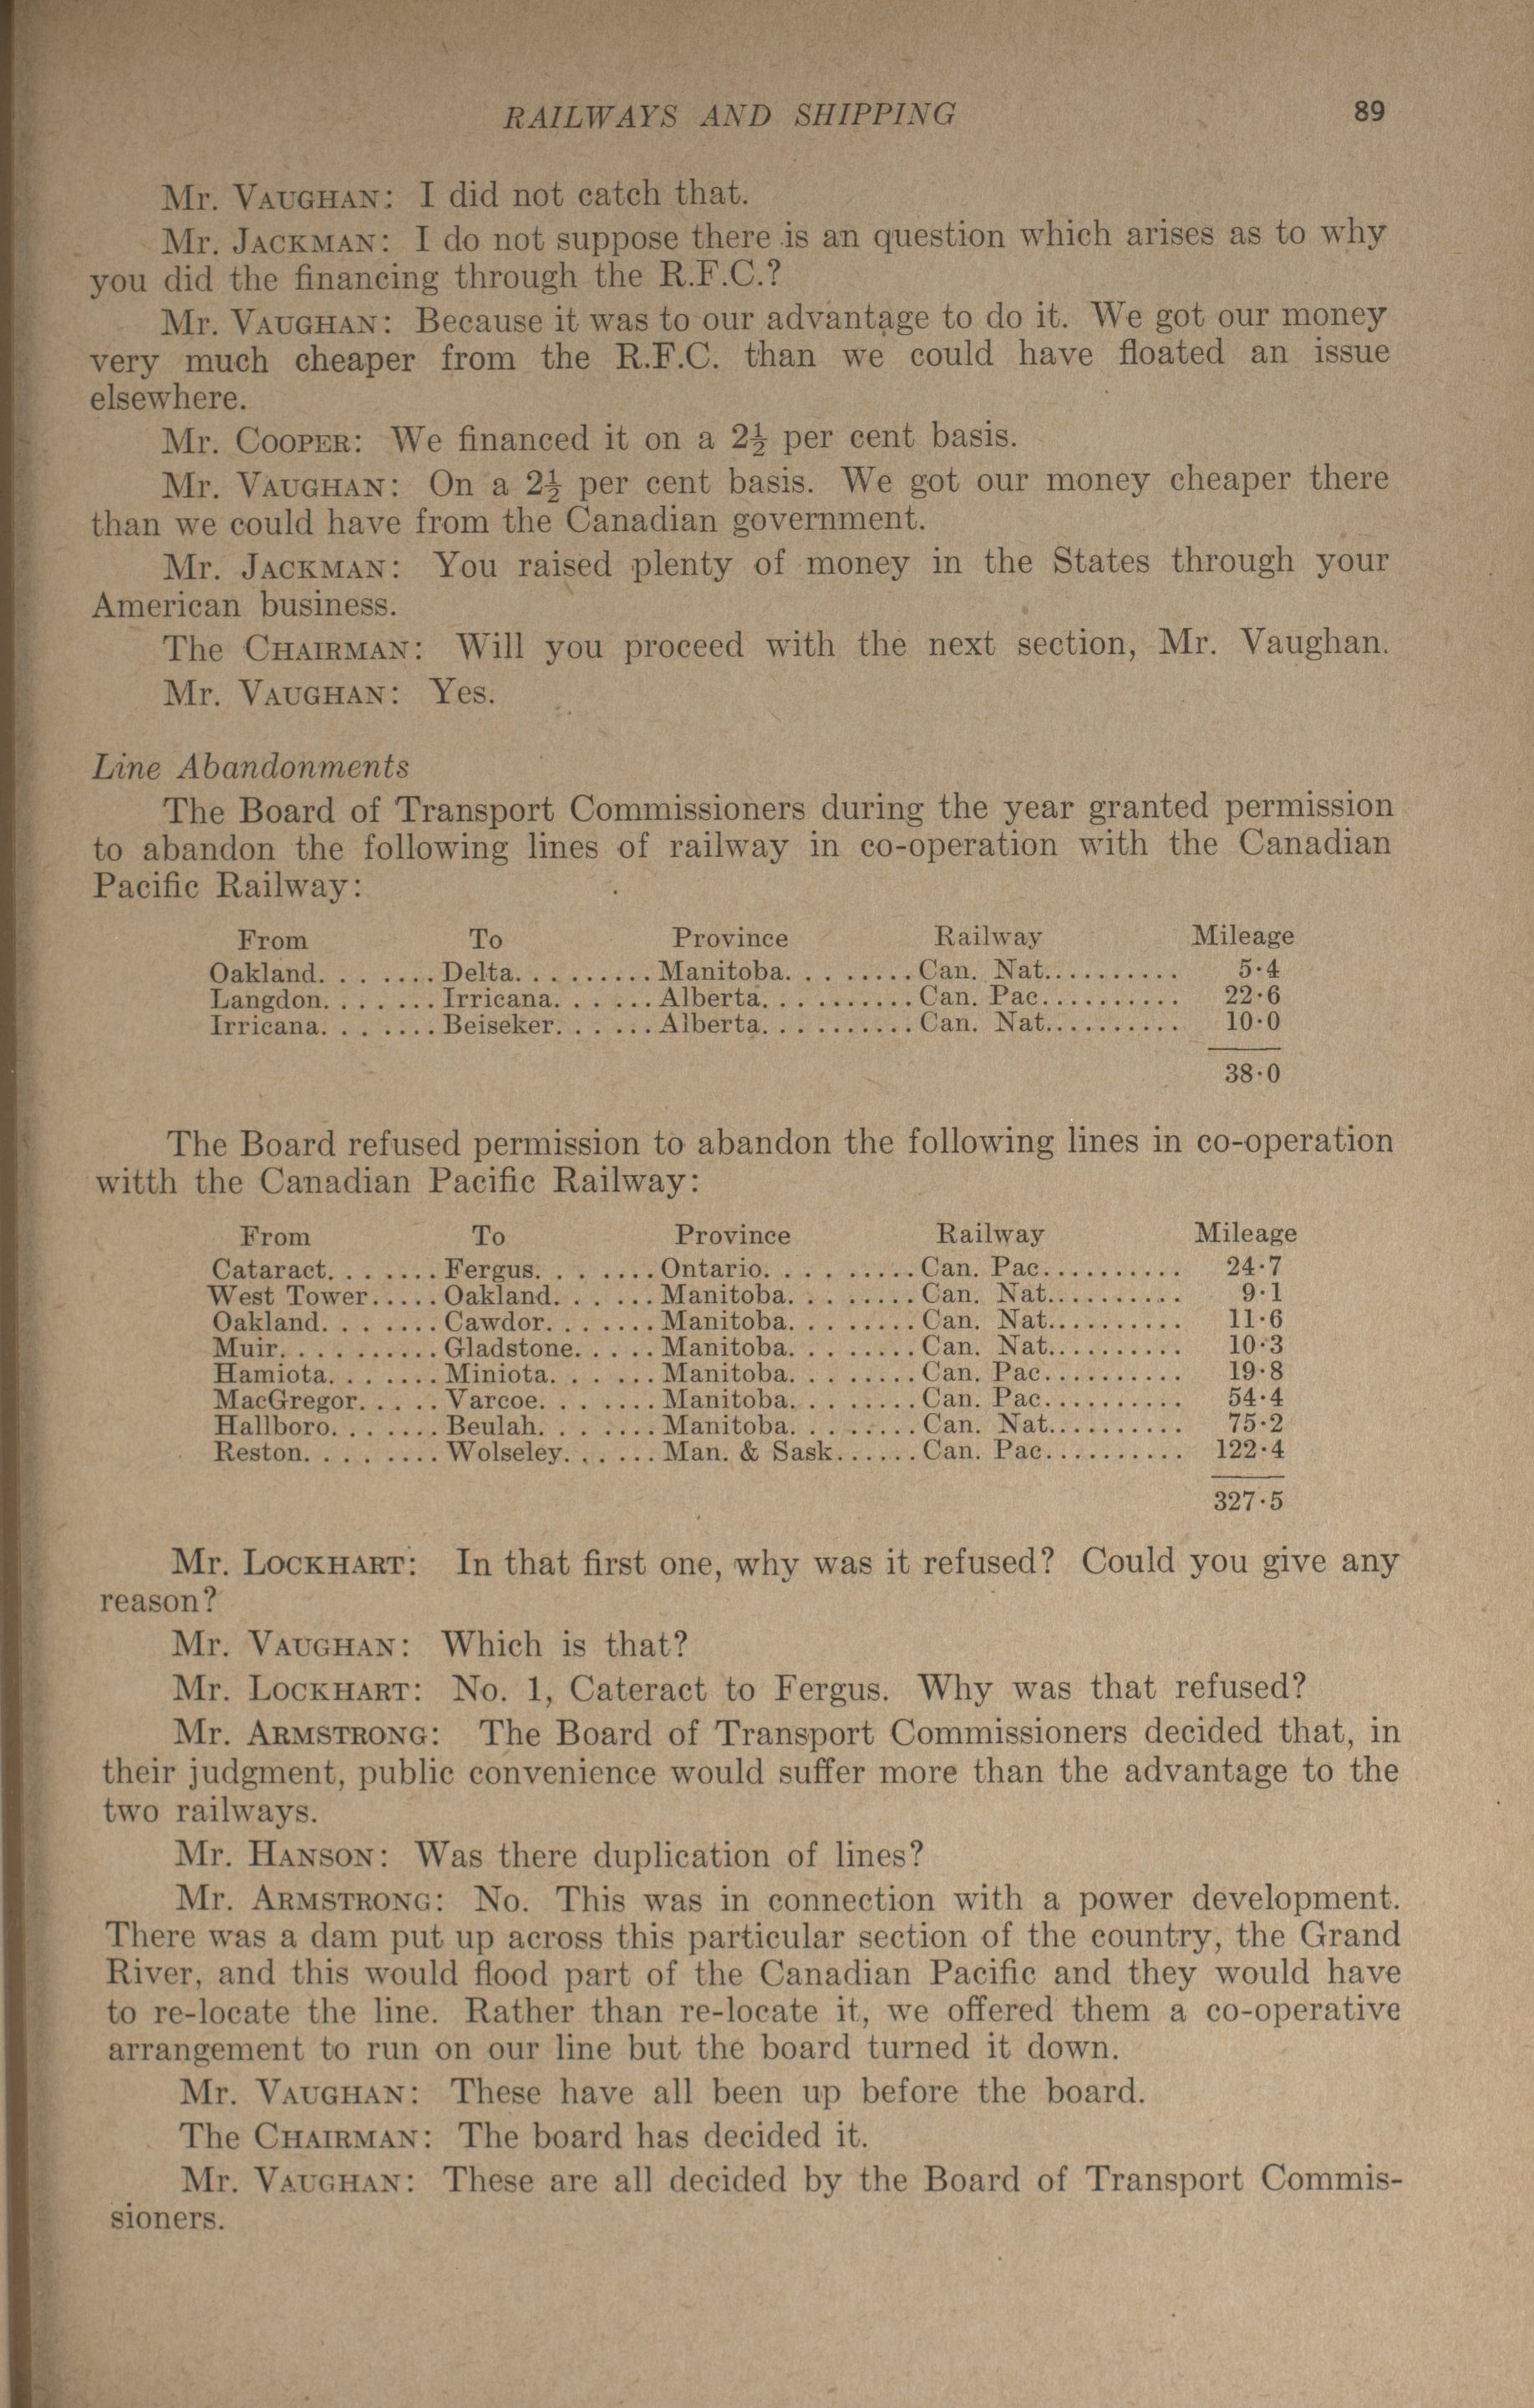 RAILWAYS AND SHIPPING 89
Mr. VAUGHAN: I did not catch that.
Mr. JACKMAN: I do not suppose there is an question which arises as to why
you did the financing through the R.F.C.?
Mr. VAUGHAN: Because it was to our advantage to do it. We got our money
very much cheaper from the R.F.C. than we could have floated an issue
elsewhere.
Mr. COOPER: We financed it on a 2½ per cent basis.
Mr. VAUGHAN: On a 2½ per cent basis. We got our money cheaper there
than we could have from the Canadian government.
Mr. JACKMAN: You raised plenty of money in the States through your
American business.
The CHAIRMAN: Will you proceed with the next section, Mr. Vaughan.
Mr. VAUGHAN: Yes.
Line Abandonments
The Board of Transport Commissioners during the year granted permission
to abandon the following lines of railway in co-operation with the Canadian
Pacific Railway:
From To Province Railway Mileage
Oakland........Delta.........Manitoba.........Can. Nat.......... 5·4
Langdon.......Irricana.......Alberta..........Can. Pac.......... 22·6
Irricana........Beiseker.......Alberta..........Can. Nat.......... 10·0
38·0
The Board refused permission to abandon the following lines in co-operation
witth the Canadian Pacific Railway:
From To Province Railway Mileage
Cataract.......Fergus........Ontario..........Can. Pac.......... 24·7
West Tower.....Oakland.......Manitoba.........Can. Nat.......... 9·1
Oakland........Cawdor........Manitoba.........Can. Nat.......... 11·6
Muir...........Gladstone.....Manitoba.........Can. Nat.......... 10·3
Hamiota.......Miniota.......Manitoba.........Can. Pac.......... 19·8
MacGregor.....Varcoe........Manitoba.........Can. Pac.......... 54·4
Hallboro.......Beulah........Manitoba.........Can. Nat.......... 75·2
Reston.........Wolseley......Man. & Sask......Can. Pac.......... 122·4
327·5
Mr. LOCKHART: In that first one, why was it refused? Could you give any
reason?
Mr. VAUGHAN: Which is that?
Mr. LOCKHART: No. 1, Cateract to Fergus. Why was that refused?
Mr. ARMSTRONG: The Board of Transport Commissioners decided that, in
their judgment, public convenience would suffer more than the advantage to the
two railways.
Mr. HANSON: Was there duplication of lines?
Mr. ARMSTRONG: No. This was in connection with a power development.
There was a dam put up across this particular section of the country, the Grand
River, and this would flood part of the Canadian Pacific and they would have
to re-locate the line. Rather than re-locate it, we offered them a co-operative
arrangement to run on our line but the board turned it down.
Mr. VAUGHAN: These have all been up before the board.
The CHAIRMAN: The board has decided it.
Mr. VAUGHAN: These are all decided by the Board of Transport Commis-
sioners.